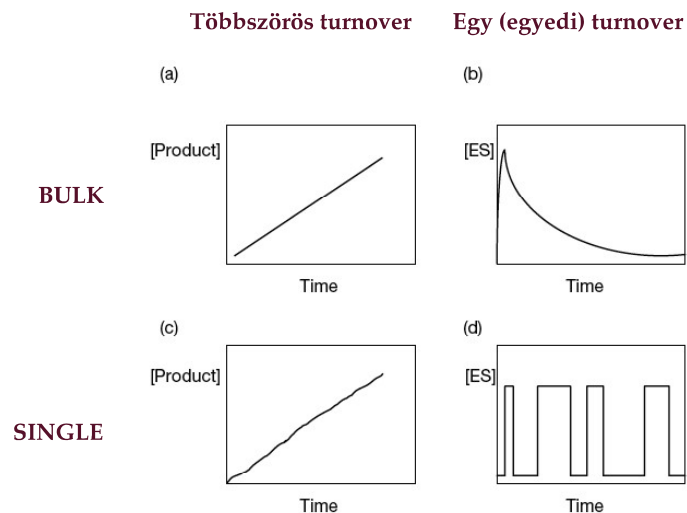 Többszörös turnover Egy (egyedi) turnover
(a) (b)
[Product] [ES]
BULK
Time Time
(c) (d)
[Product] [ES]
SINGLE
Time Time